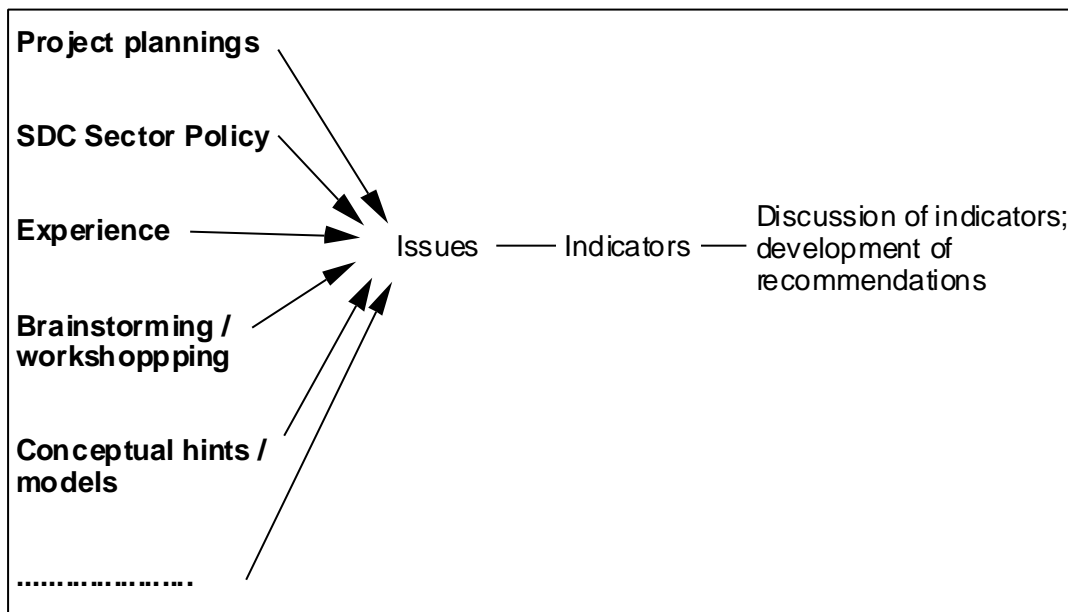 Project plannings
SDC Sector Policy
Experience
Brainstorming /
workshoppping
Conceptual hints /
models
......................
Issues
Indicators
Discussion of indicators;
development of
recommendations